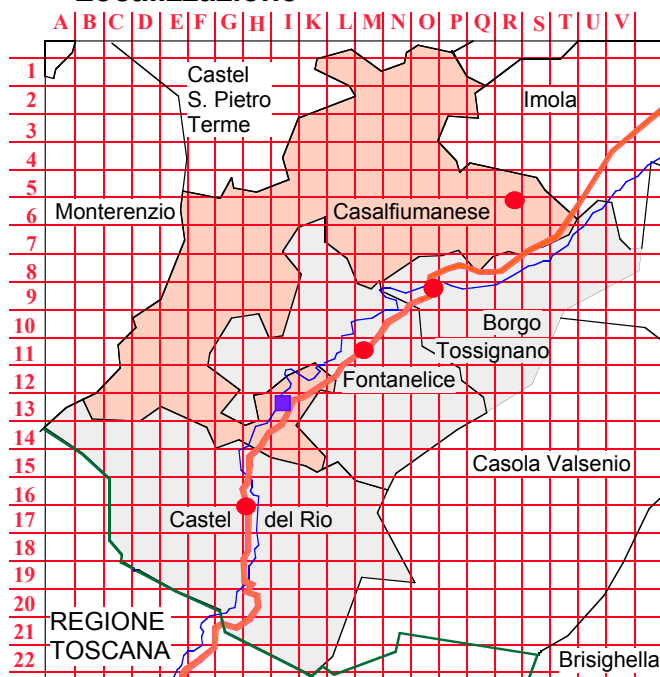 Localizzazione
A B C D E F G H I K L M N O P Q R S T U V
1
2
3
4
5
6
7
8
9
10
11
12
13
14
15
16
17
18
19
20
21
22
Castel
S. Pietro
Terme
Imola
Monterenzio
Casalfiumanese
Borgo
Tossignano
Fontanelice
Casola Valsenio
Castel del Rio
REGIONE
TOSCANA
Brisighella